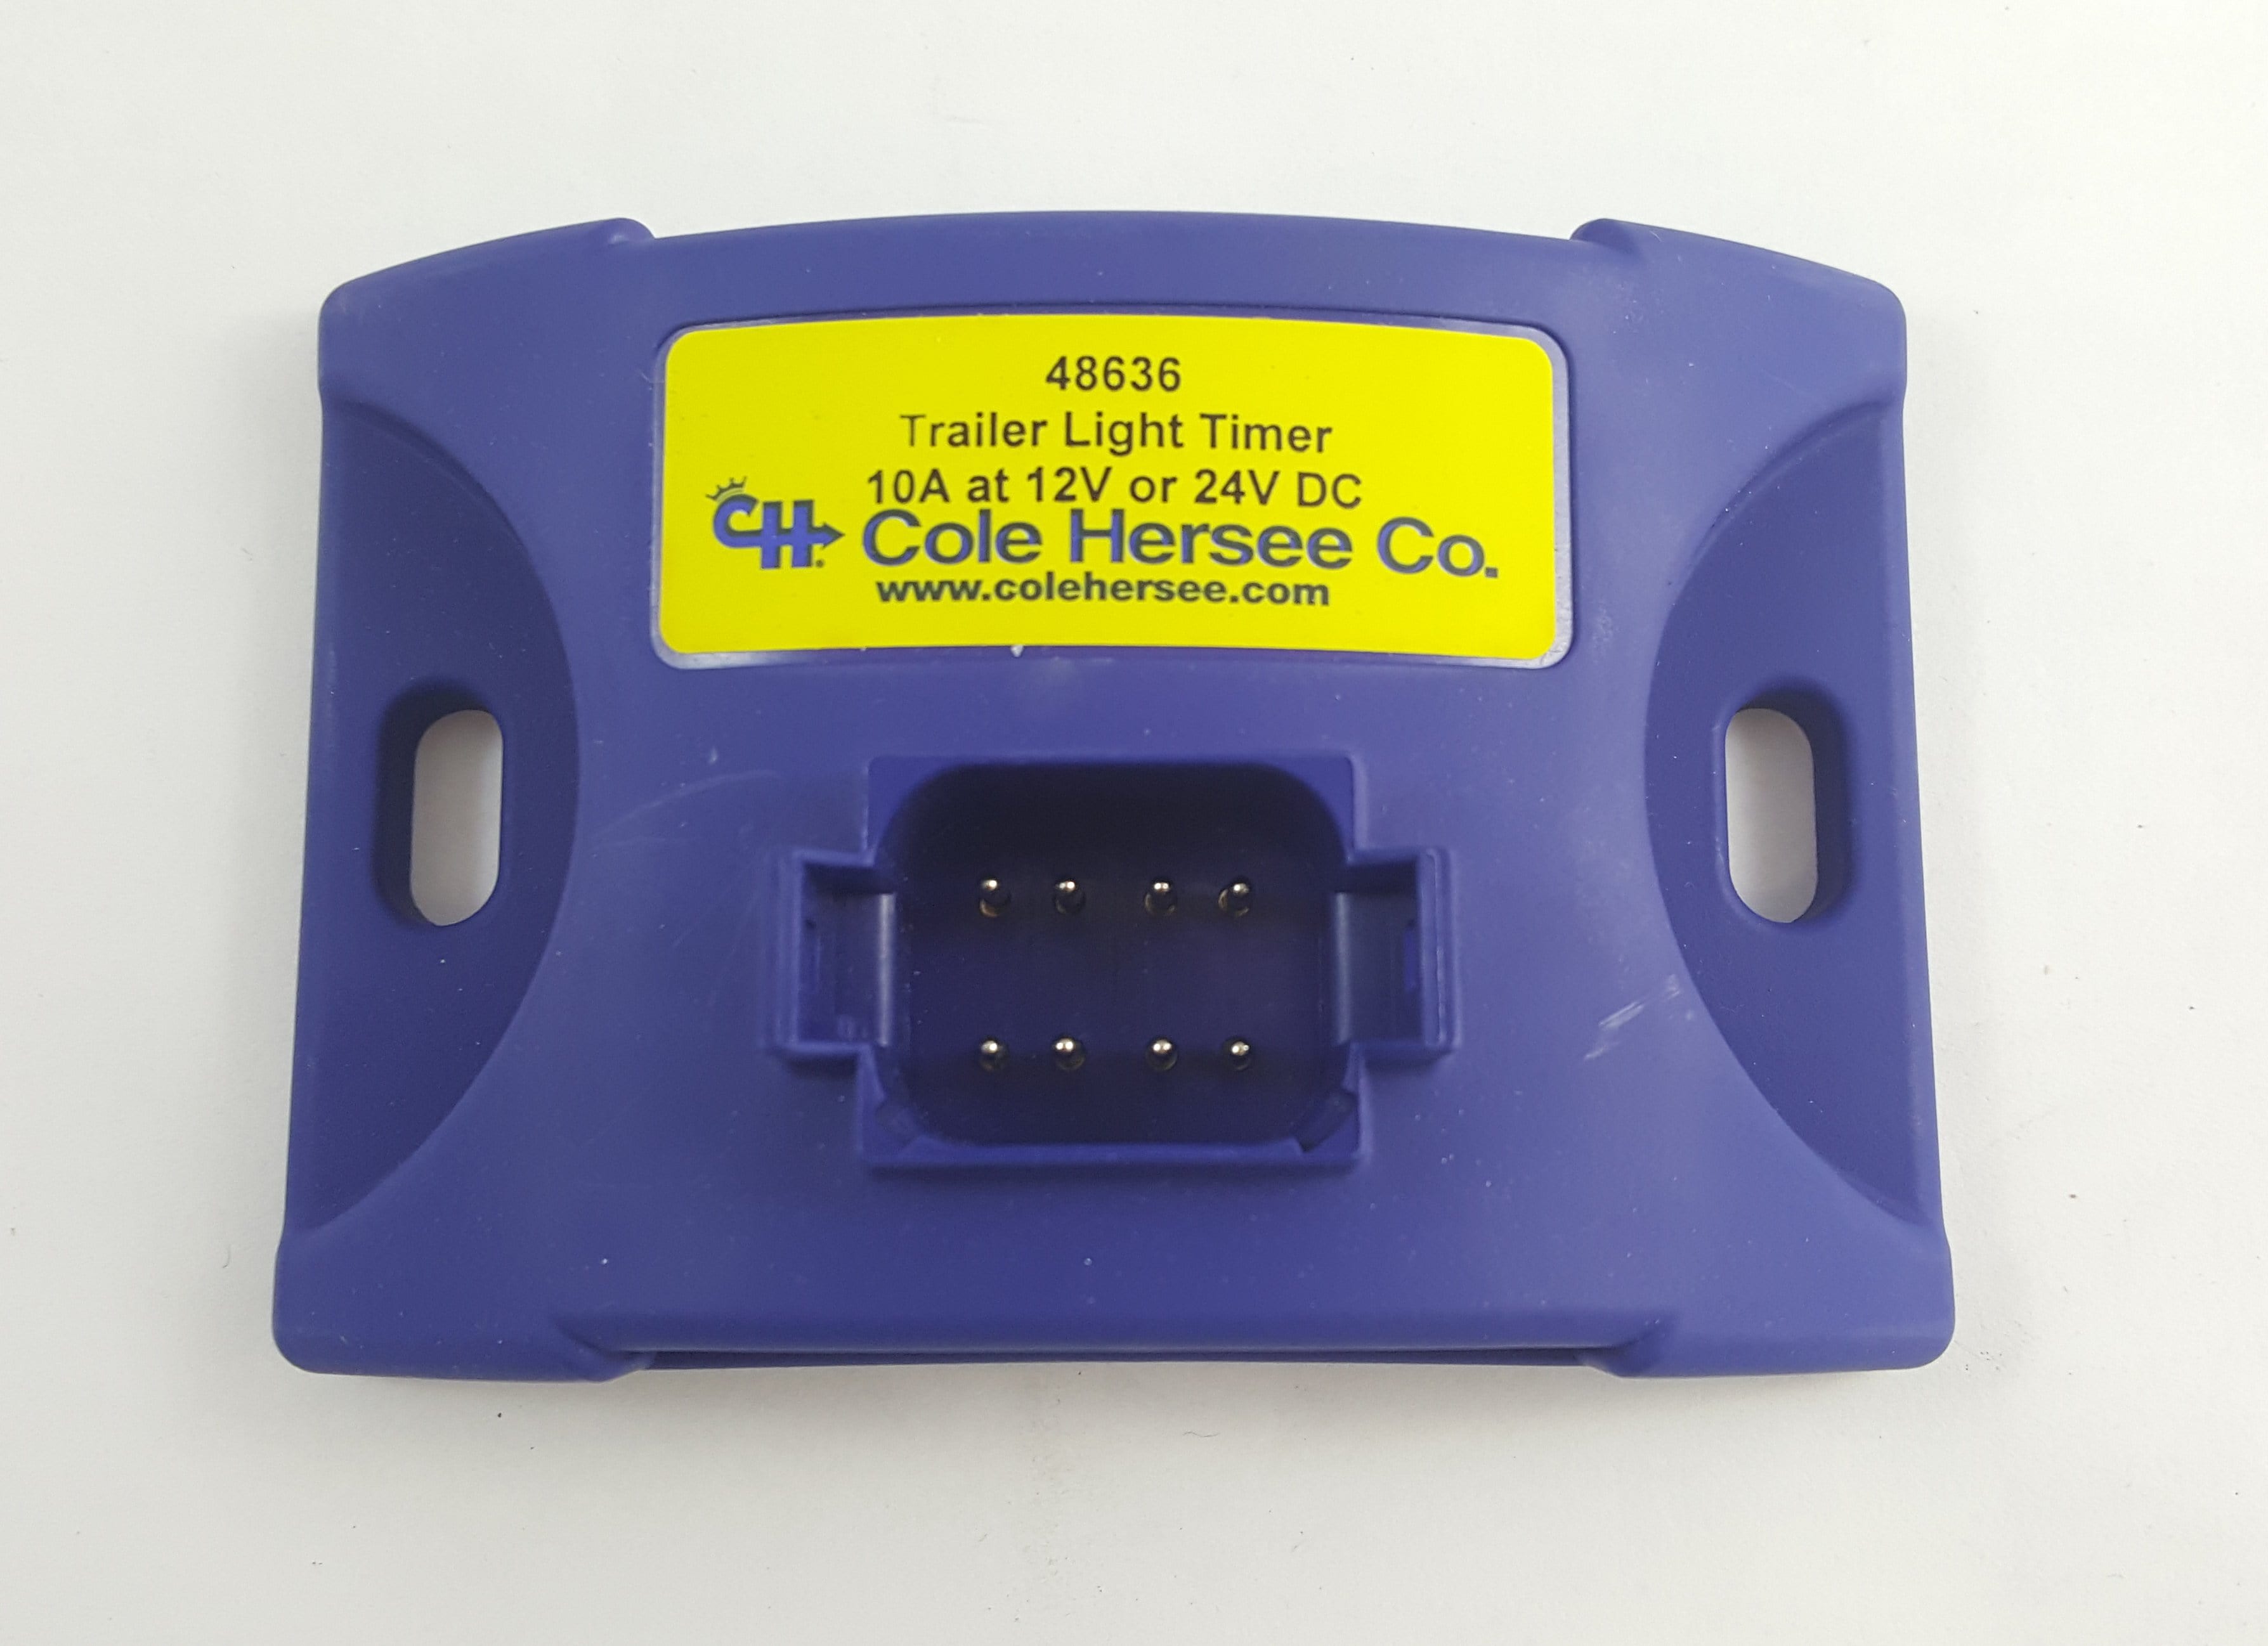 48636
Trailer Light Timer
10A at 12V or 24V DC
CH® Cole Hersee Co.
www.colehersee.com